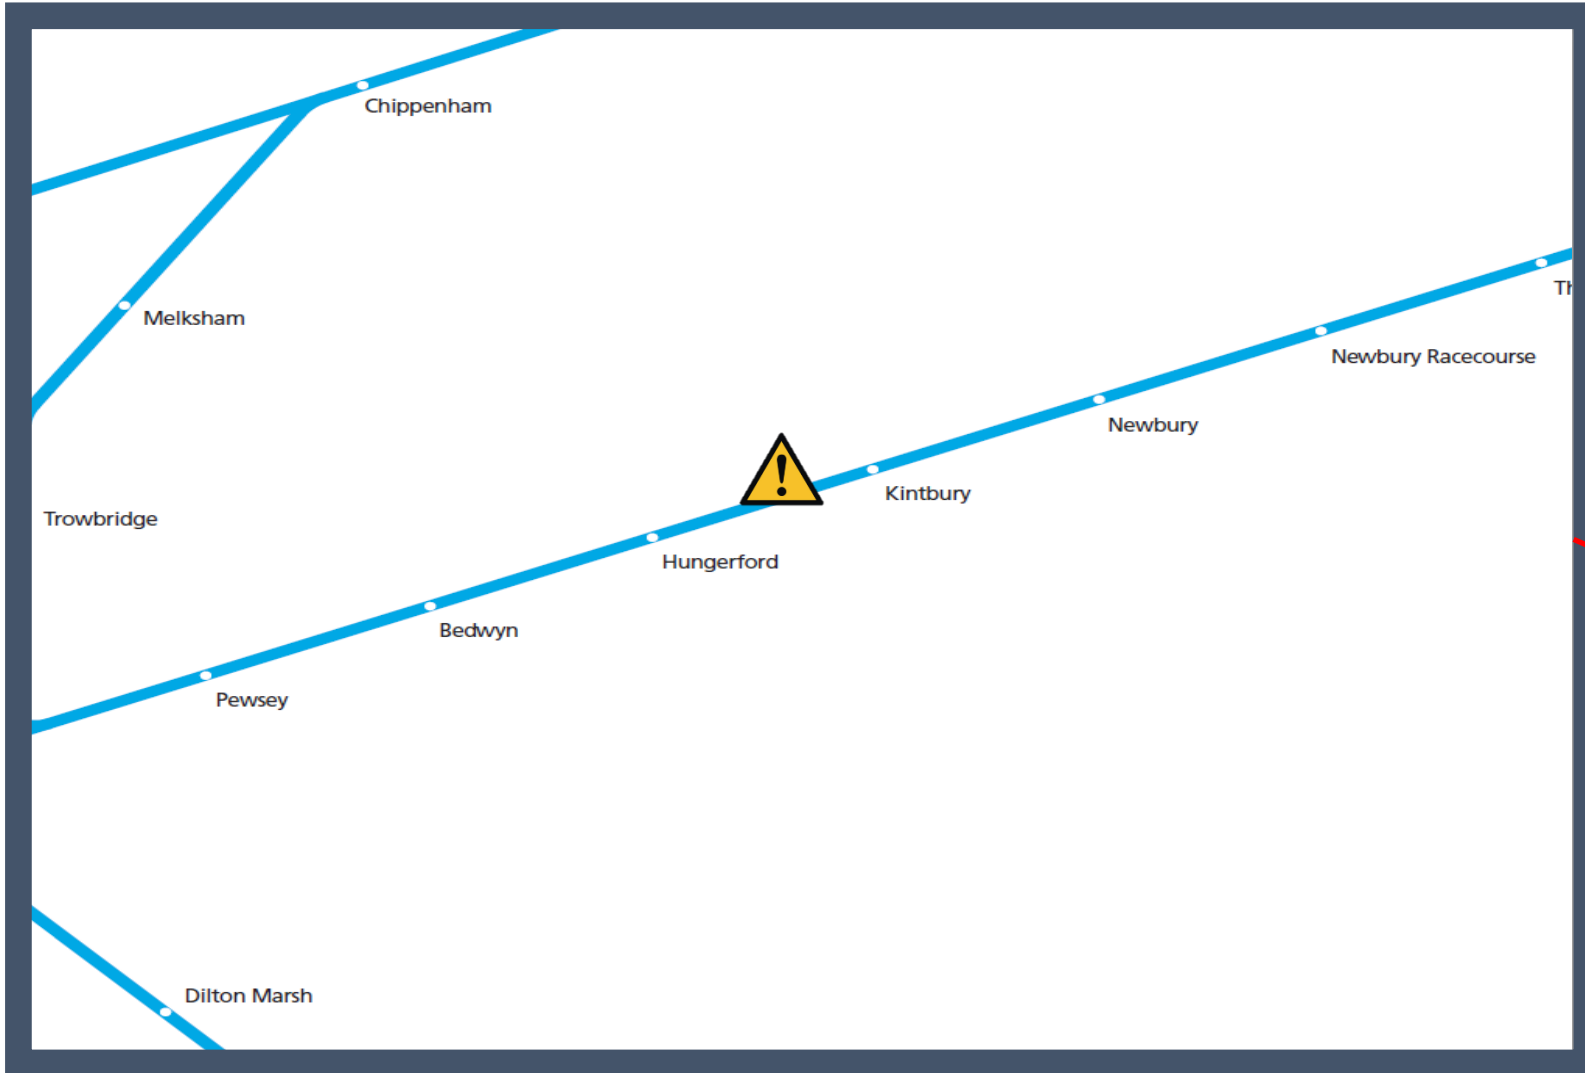 Chippenham
Melksham
Newbury Racecourse
Newbury
Kintbury
Trowbridge
Hungerford
Bedwyn
Pewsey
Dilton Marsh